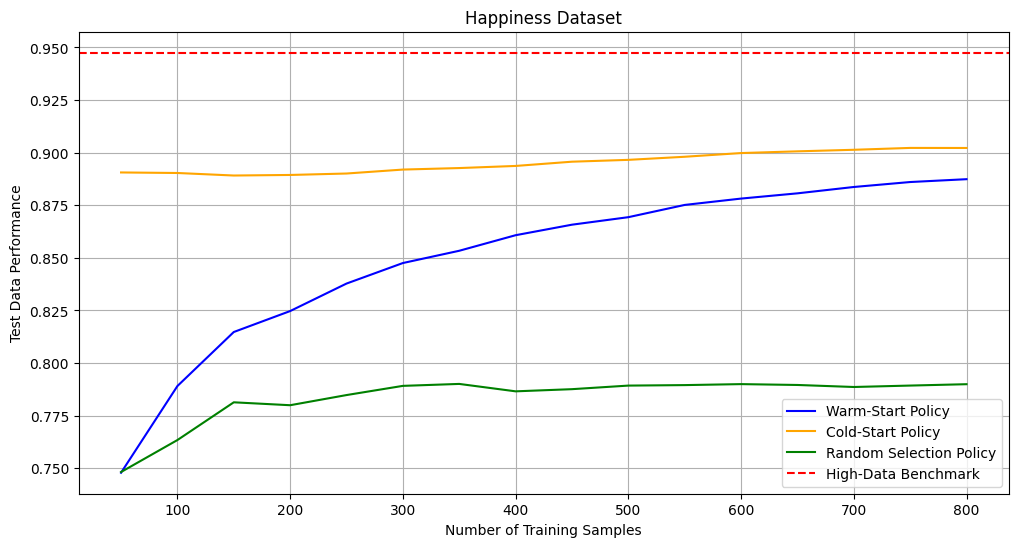 Happiness Dataset
Test Data Performance
0.950
0.925
0.900
0.875
0.850
0.825
0.800
0.775
0.750
100 200 300 400 500 600 700 800
Number of Training Samples
Warm-Start Policy
Cold-Start Policy
Random Selection Policy
High-Data Benchmark